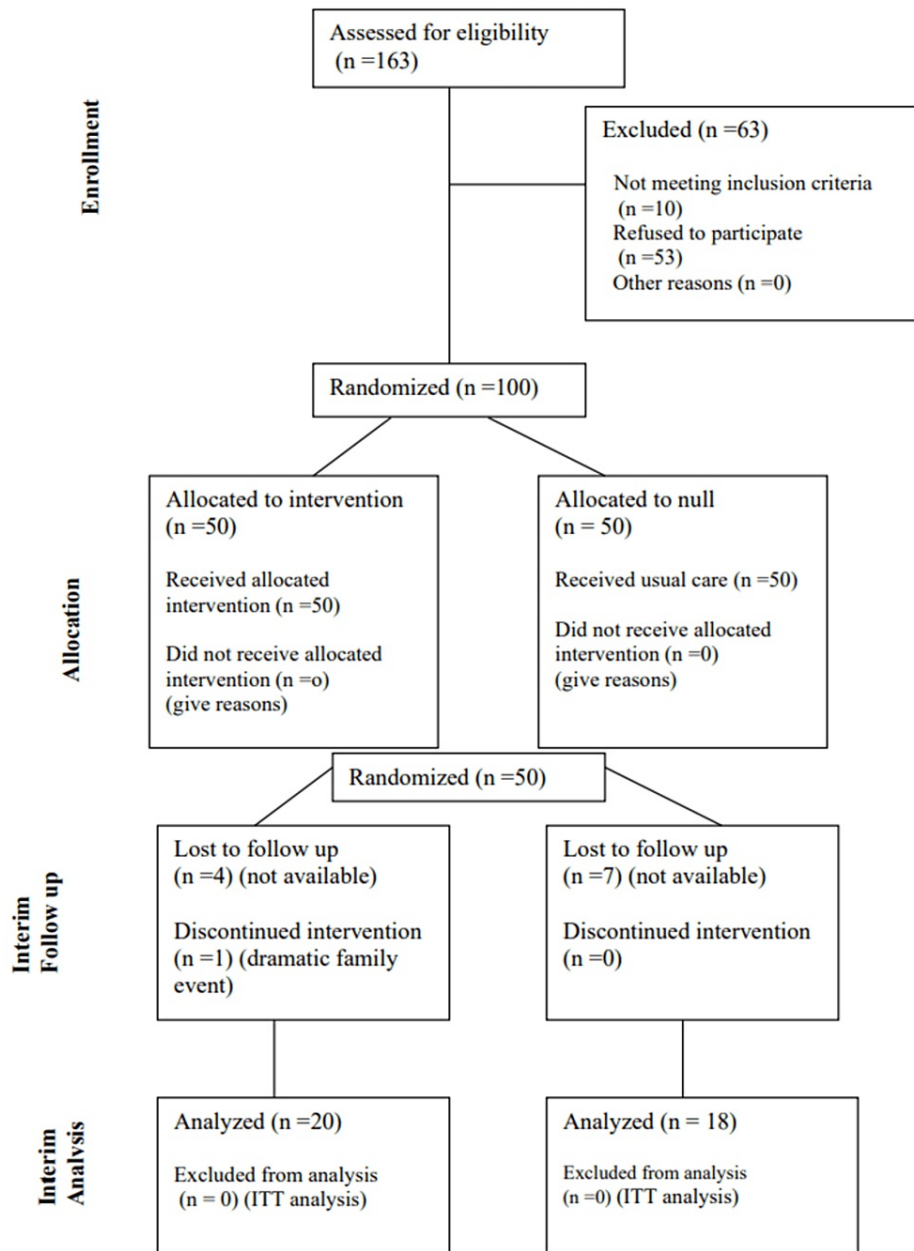 Assessed for eligibility
(n =163)
Enrollment
Excluded (n =63)
Not meeting inclusion criteria
(n =10)
Refused to participate
(n =53)
Other reasons (n =0)
Randomized (n =100)
Allocation
Allocated to intervention
(n =50)
Received allocated
intervention (n =50)
Did not receive allocated
intervention (n =o)
(give reasons)
Allocated to null
(n = 50)
Received usual care (n =50)
Did not receive allocated
intervention (n =0)
(give reasons)
Randomized (n =50)
Interim
Follow up
Lost to follow up
(n =4) (not available)
Discontinued intervention
(n =1) (dramatic family
event)
Lost to follow up
(n =7) (not available)
Discontinued intervention
(n =0)
Interim
Analysis
Analyzed (n =20)
Excluded from analysis
(n = 0) (ITT analysis)
Analyzed (n = 18)
Excluded from analysis
(n =0) (ITT analysis)